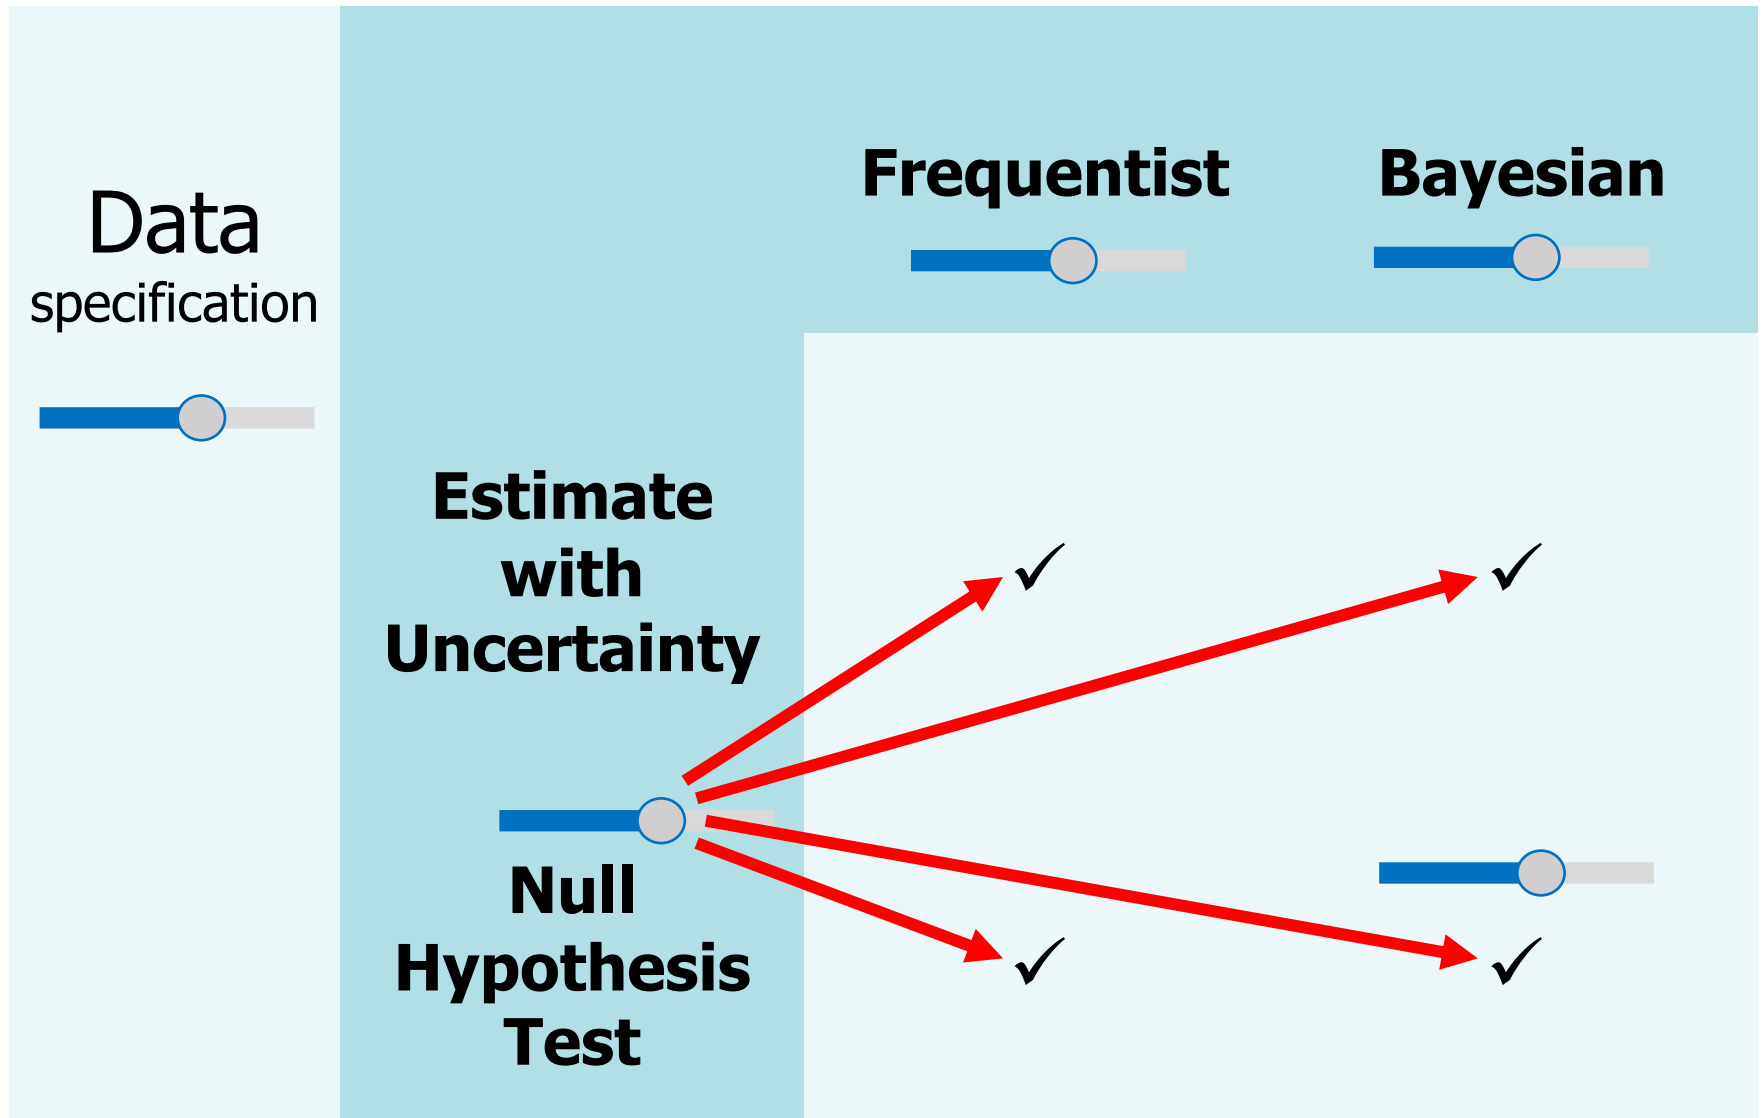 Data
specification
Frequentist
Bayesian
Estimate
with
Uncertainty
Null
Hypothesis
Test